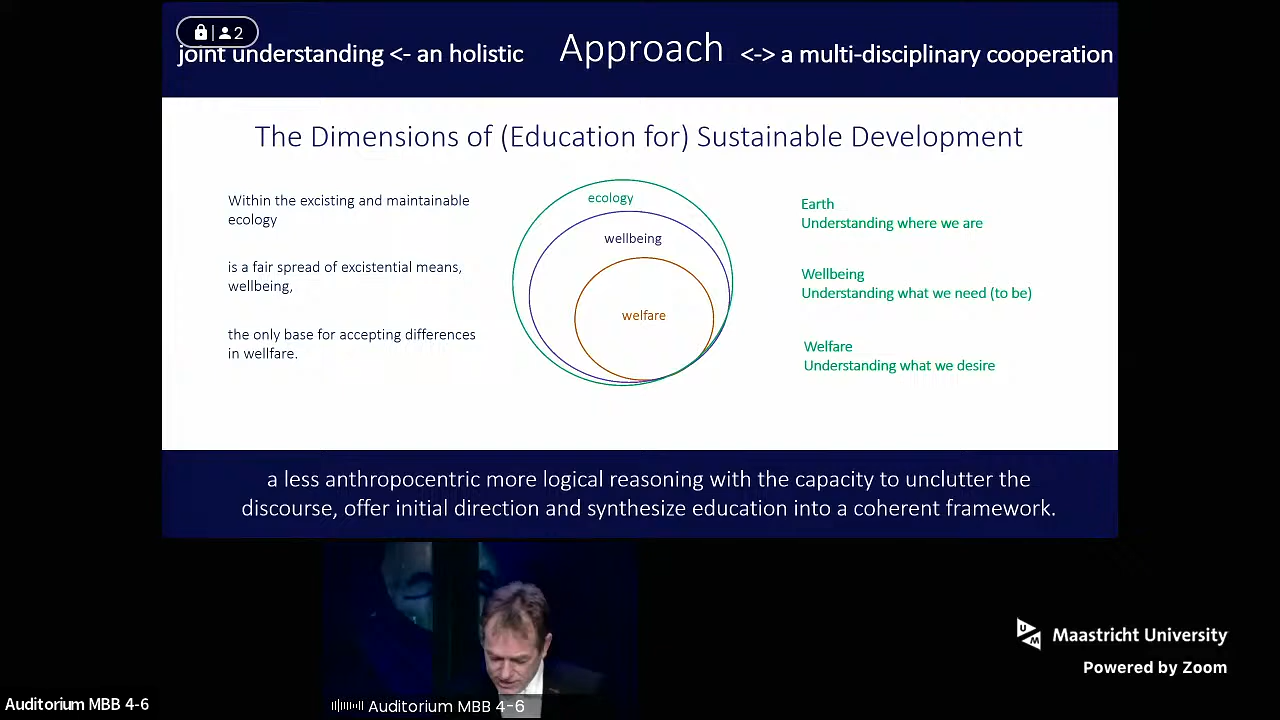 2
joint understanding <- an holistic
Approach
<-> a multi-disciplinary cooperation
The Dimensions of (Education for) Sustainable Development
Within the excisting and maintainable
ecology
is a fair spread of excistential means,
wellbeing,
the only base for accepting differences
in wellfare.
ecology
wellbeing
welfare
Earth
Understanding where we are
Wellbeing
Understanding what we need (to be)
Welfare
Understanding what we desire
a less anthropocentric more logical reasoning with the capacity to unclutter the
discourse, offer initial direction and synthesize education into a coherent framework.
UM
Maastricht University
Powered by Zoom
Auditorium MBB 4-6
Auditorium MBB 4-6